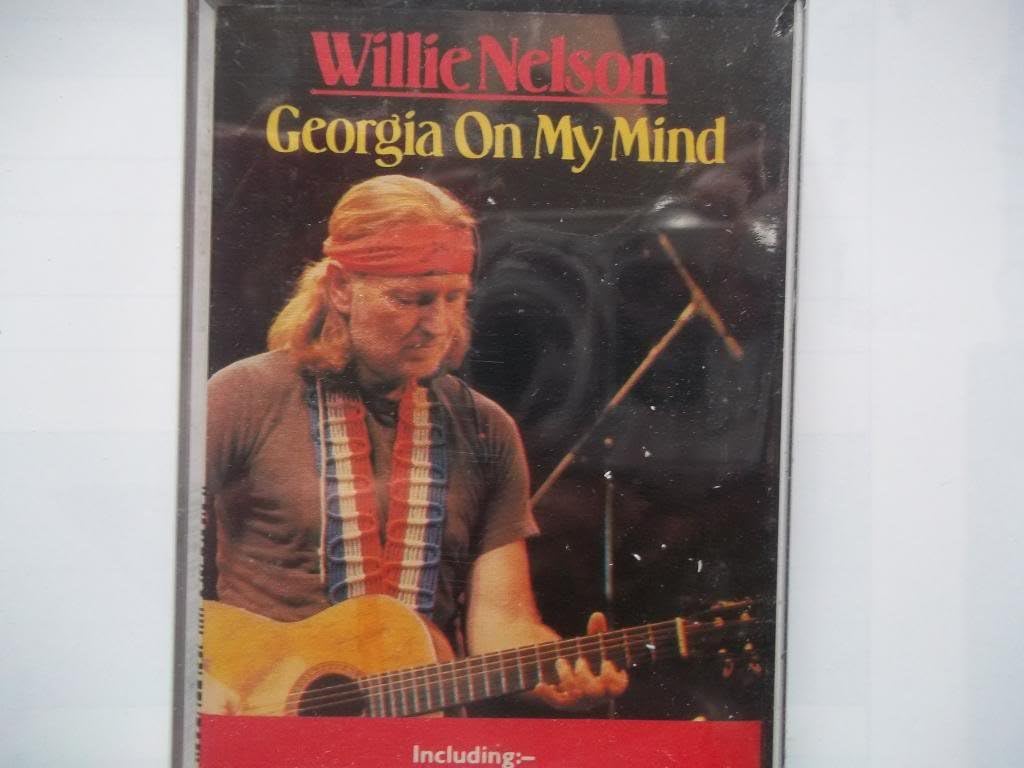 Willie Nelson
Georgia On My Mind
Including:–